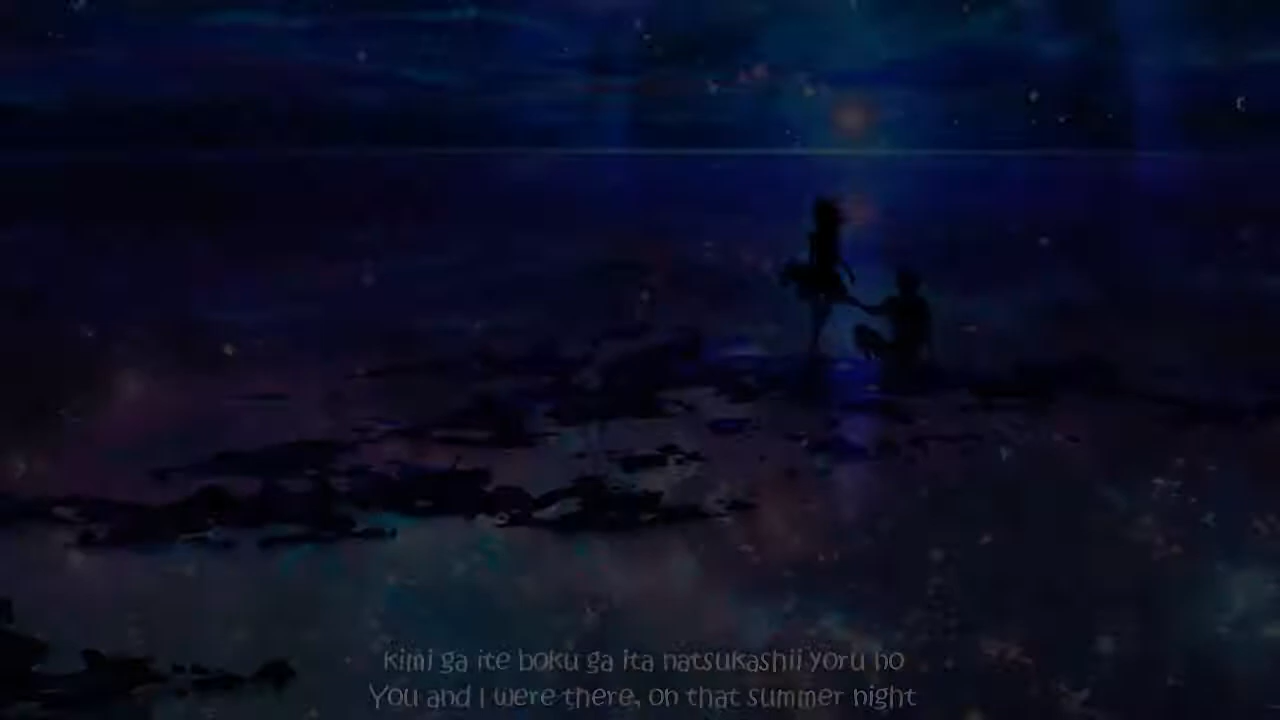 kimi ga ite boku ga ita natsukashii yoru no
You and I were there, on that summer night